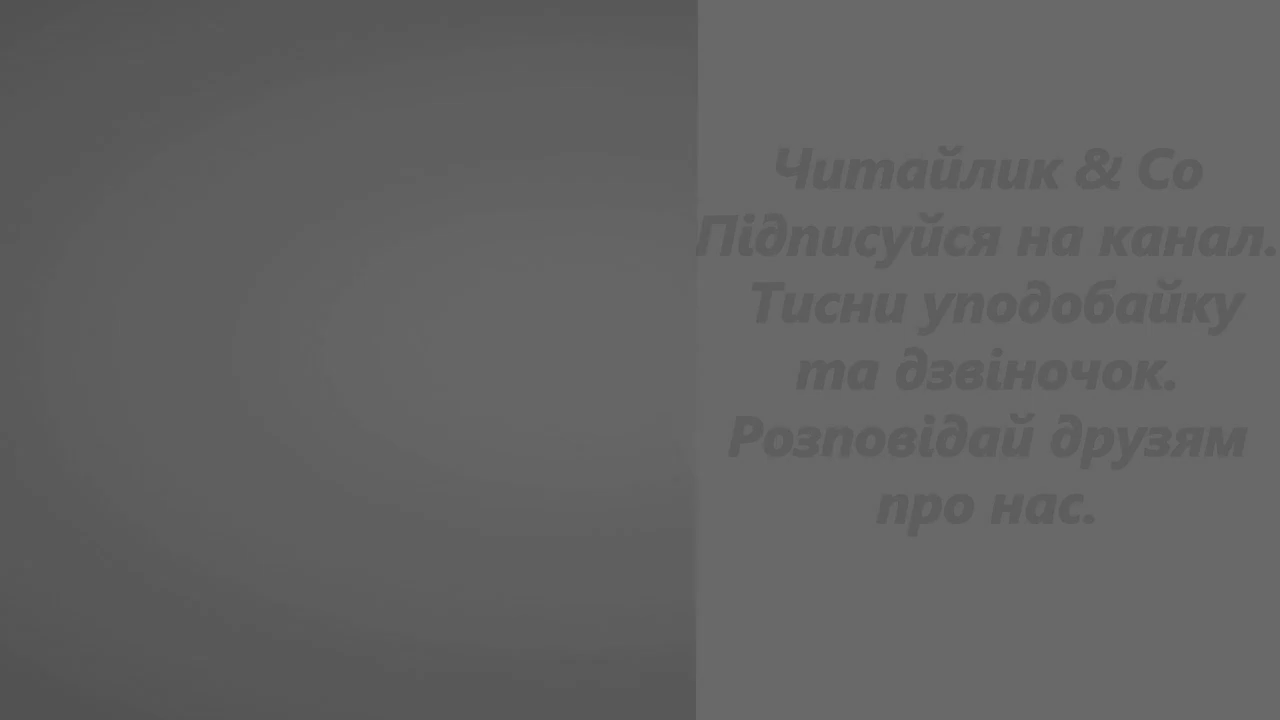 Читайлик & Co
Підписуйся на канал.
Тисни уподобайку
та дзвіночок.
Розповідай друзям
про нас.